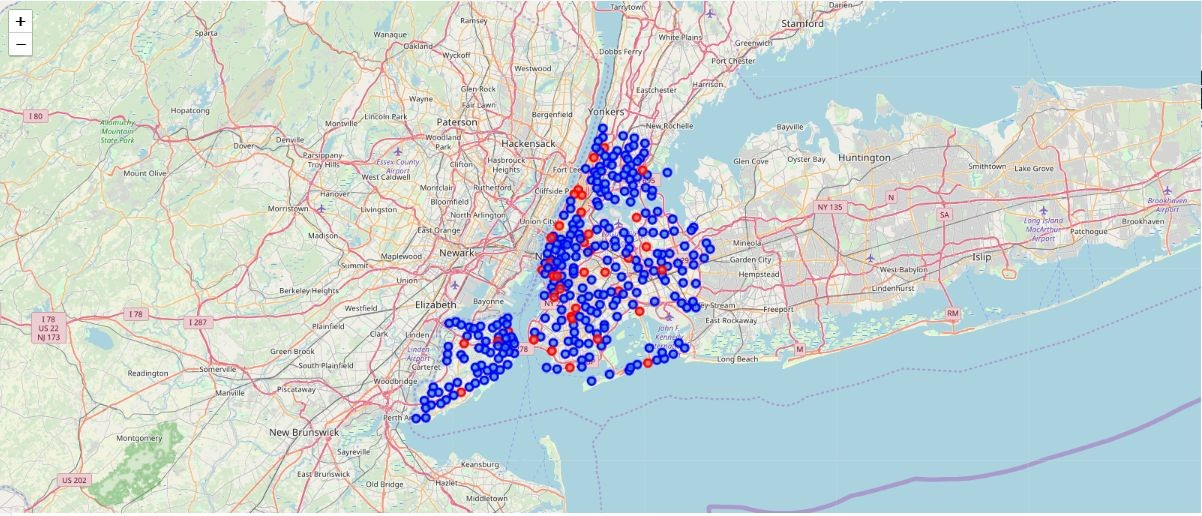 +
−
Sparta
Ramsey
Tarrytown
Darien
Stamford
Wanaque
Oakland
Wyckoff
White Plains
Greenwich
Dobbs Ferry
Port Chester
Westwood
Harrison
Hopatcong
Glen Rock
Eastchester
Wayne
Fair Lawn
I 80
Lincoln Park
Bergenfield
Yonkers
Allamuchy
Mountain
State Park
Montville
Paterson
New Rochelle
Bayville
Denville
Woodland
Park
Hackensack
Dover
Parsippany
Troy Hills
Essex County
Airport
Clifton
Hasbrouck
Heights
Glen Cove
Oyster Bay
Huntington
Smithtown
Lake Grove
Mount Olive
West Caldwell
Fort Lee
Hanover
Montclair
Rutherford
Cliffside P
Bloomfield
Morristown
Livingston
North Arlington
Union City
NY 135
N
SA
Long Island
MacArthur
Airport
Brookhaven
Airport
Brookhaven
East Orange
Patchogue
Madison
Newark
Mineola
Maplewood
Garden City
Islip
Summit
Hempstead
West Babylon
Union
Berkeley Heights
Lindenhurst
Elizabeth
Bayonne
ey-Stream
Freeport
I 78
US 22
NJ 173
I 78
I 287
Westfield
East Rockaway
RM
Plainfield
Clark
Linden
John F.
Kennedy
Linden
Airport
278
M
Green Brook
Long Beach
South Plainfield
Carteret
Readington
Somerville
Woodbridge
Manville
Piscataway
Perth A
Montgomery
New Brunswick
Sayreville
Keansburg
East Brunswick
US 202
Old Bridge
Hazlet
Middletown